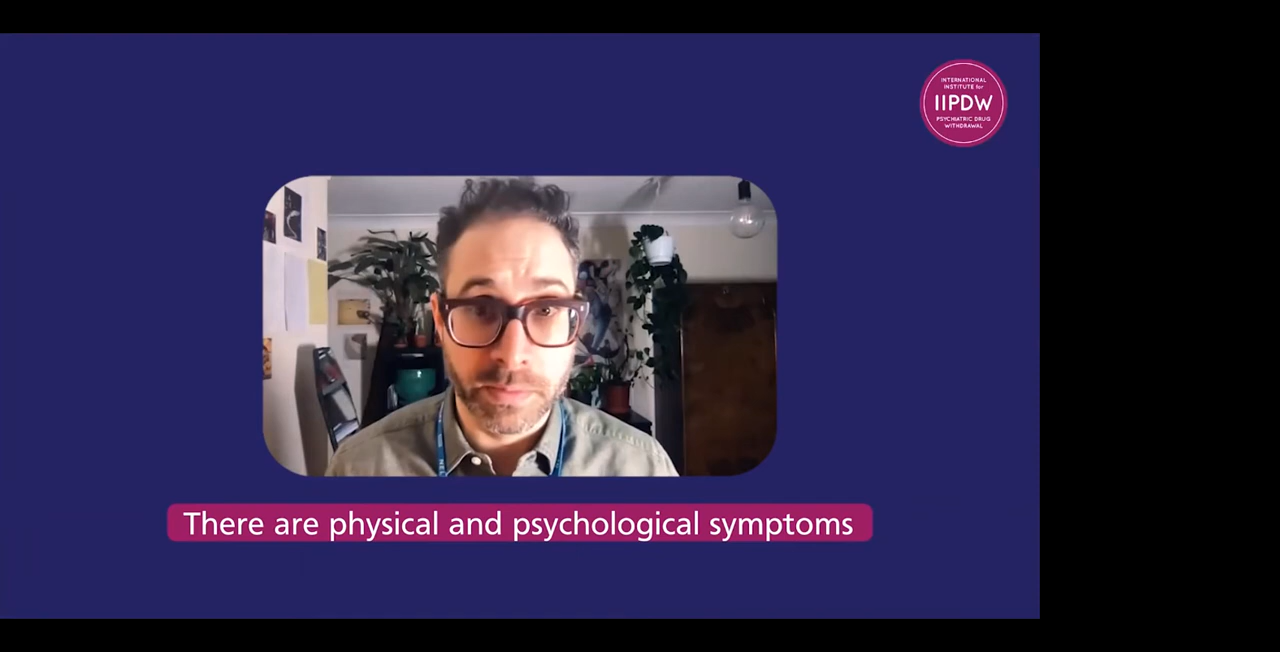 INTERNATIONAL
INSTITUTE for
IIPDW
PSYCHIATRIC DRUG
WITHDRAWAL
There are physical and psychological symptoms